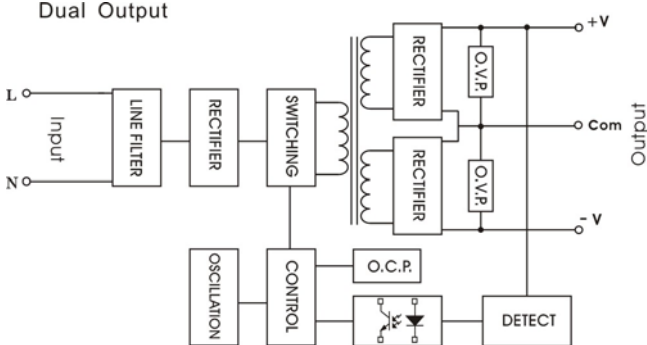 Dual Output
L
N
Input
LINE FILTER
RECTIFIER
SWITCHING
RECTIFIER
RECTIFIER
O.V.P.
O.V.P.
+V
Com
-V
Output
OSCILLATION
CONTROL
O.C.P.
DETECT